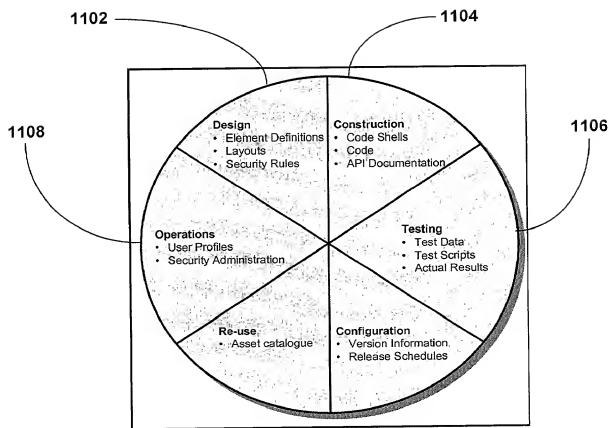 1102
1104
1108
1106
Design
• Element Definitions
• Layouts
• Security Rules
Construction
• Code Shells
• Code
• API Documentation
Operations
• User Profiles
• Security Administration
Testing
• Test Data
• Test Scripts
• Actual Results
Re-use
• Asset catalogue
Configuration
• Version Information
• Release Schedules